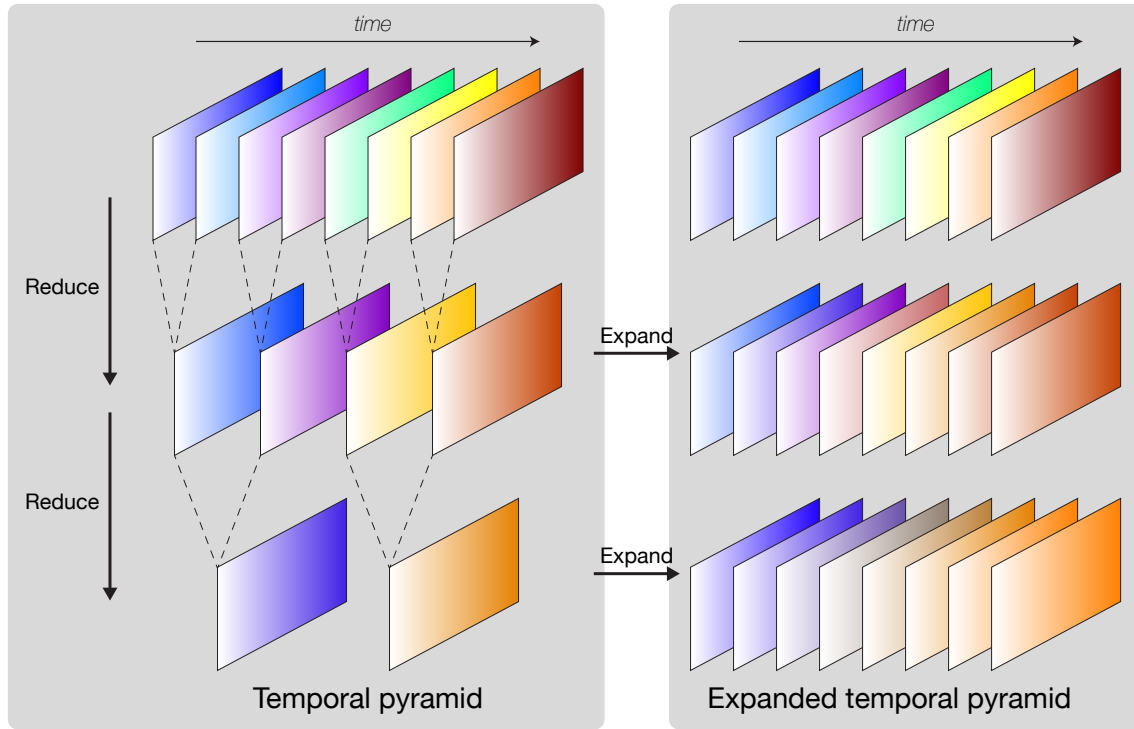 time
time
Reduce
Expand
Reduce
Expand
Temporal pyramid
Expanded temporal pyramid